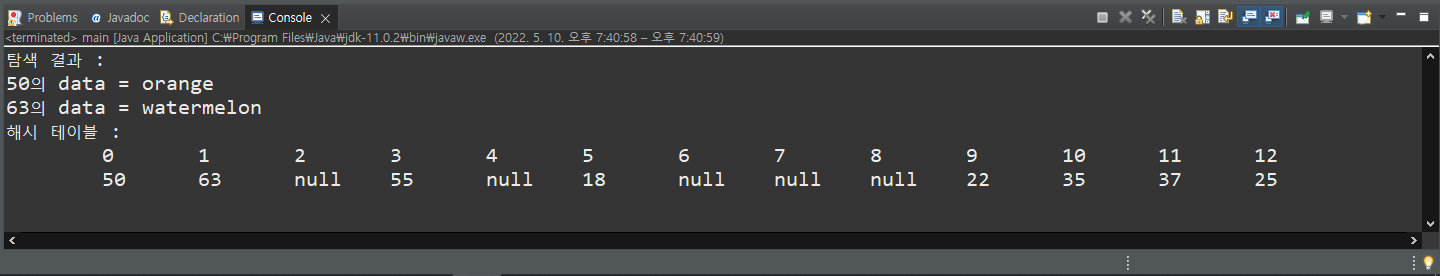 Problems Javadoc Declaration Console
<terminated> main [Java Application] C:₩Program Files₩Java₩jdk-11.0.2₩bin₩javaw.exe (2022. 5. 10. 오후 7:40:58 – 오후 7:40:59)
탐색 결과 :
50의 data = orange
63의 data = watermelon
해시 테이블 :
0 1 2 3 4 5 6 7 8 9 10 11 12
50 63 null 55 null 18 null null null 22 35 37 25